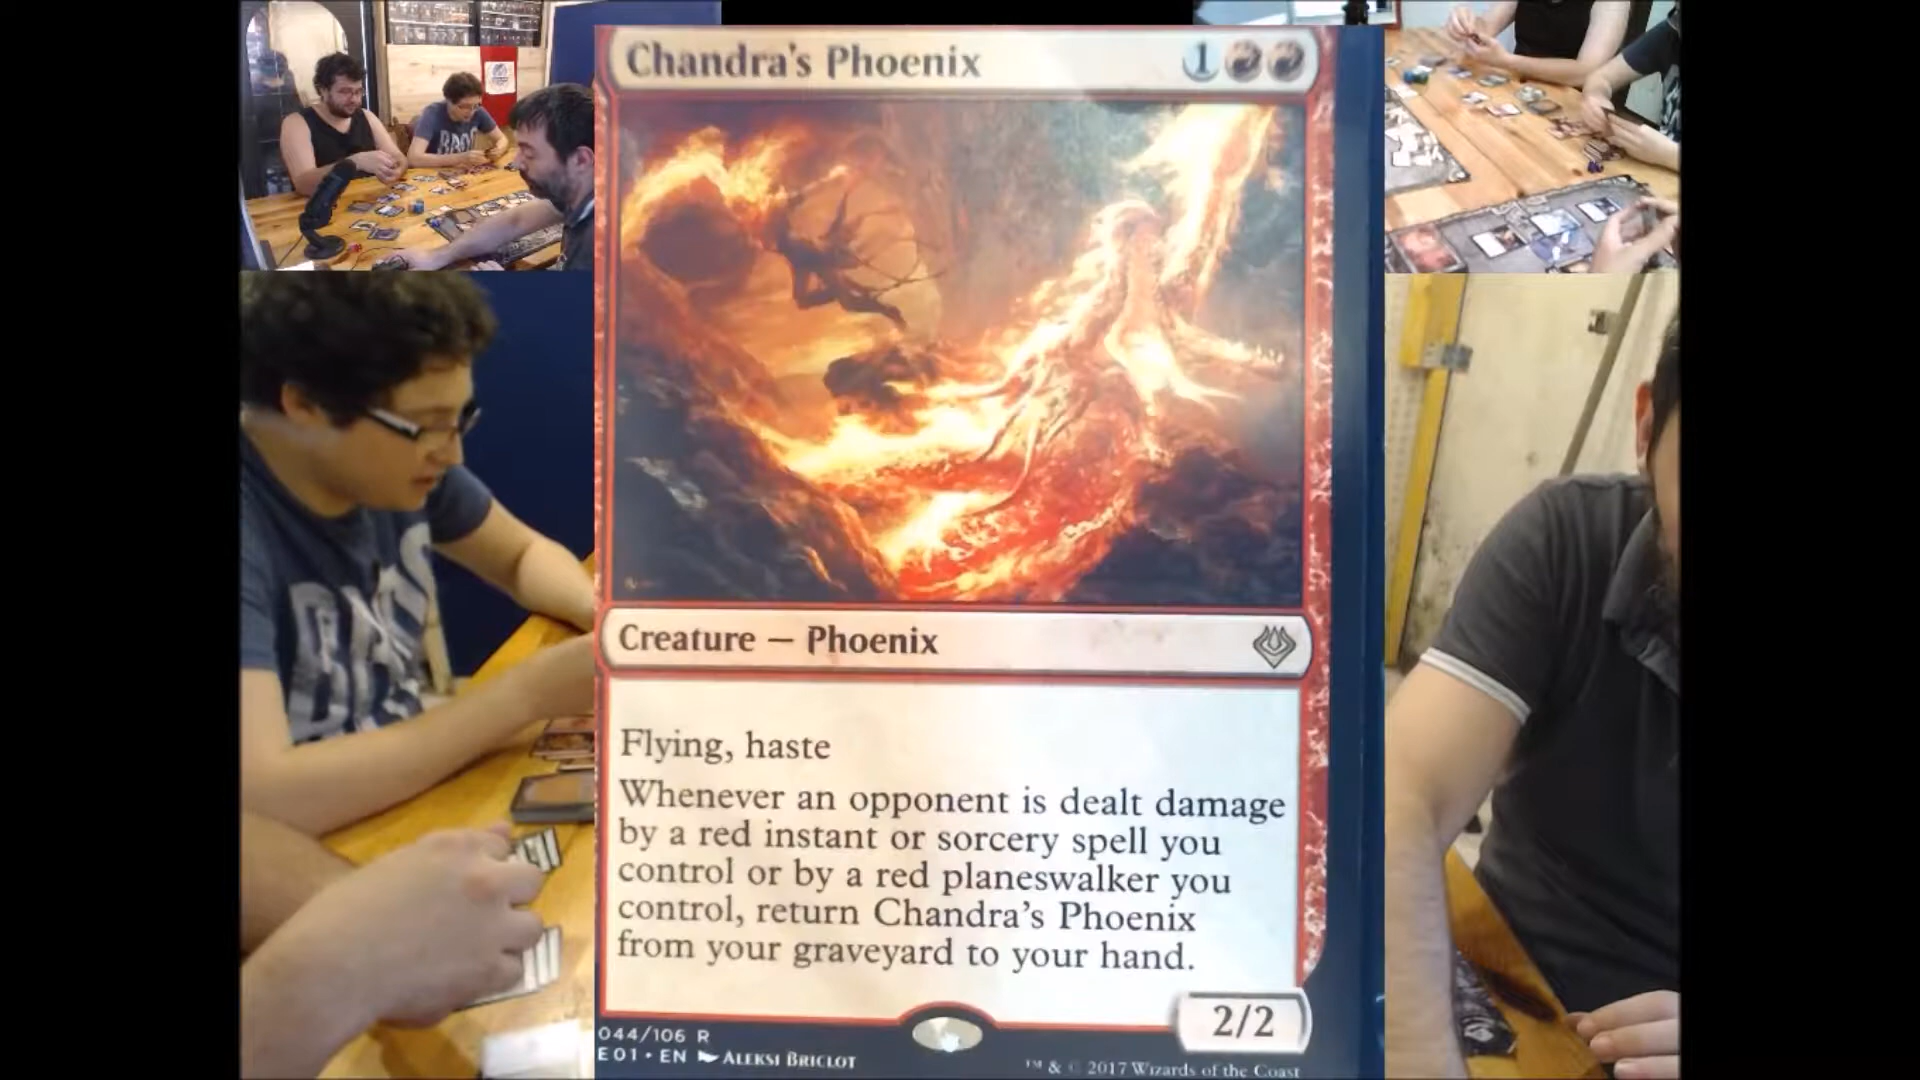 Chandra's Phoenix 1
Creature — Phoenix
Flying, haste
Whenever an opponent is dealt damage
by a red instant or sorcery spell you
control or by a red planeswalker you
control, return Chandra's Phoenix
from your graveyard to your hand.
2/2
044/106 R
E01 • EN ALEKSI BRICLOT
™ & © 2017 Wizards of the Coast